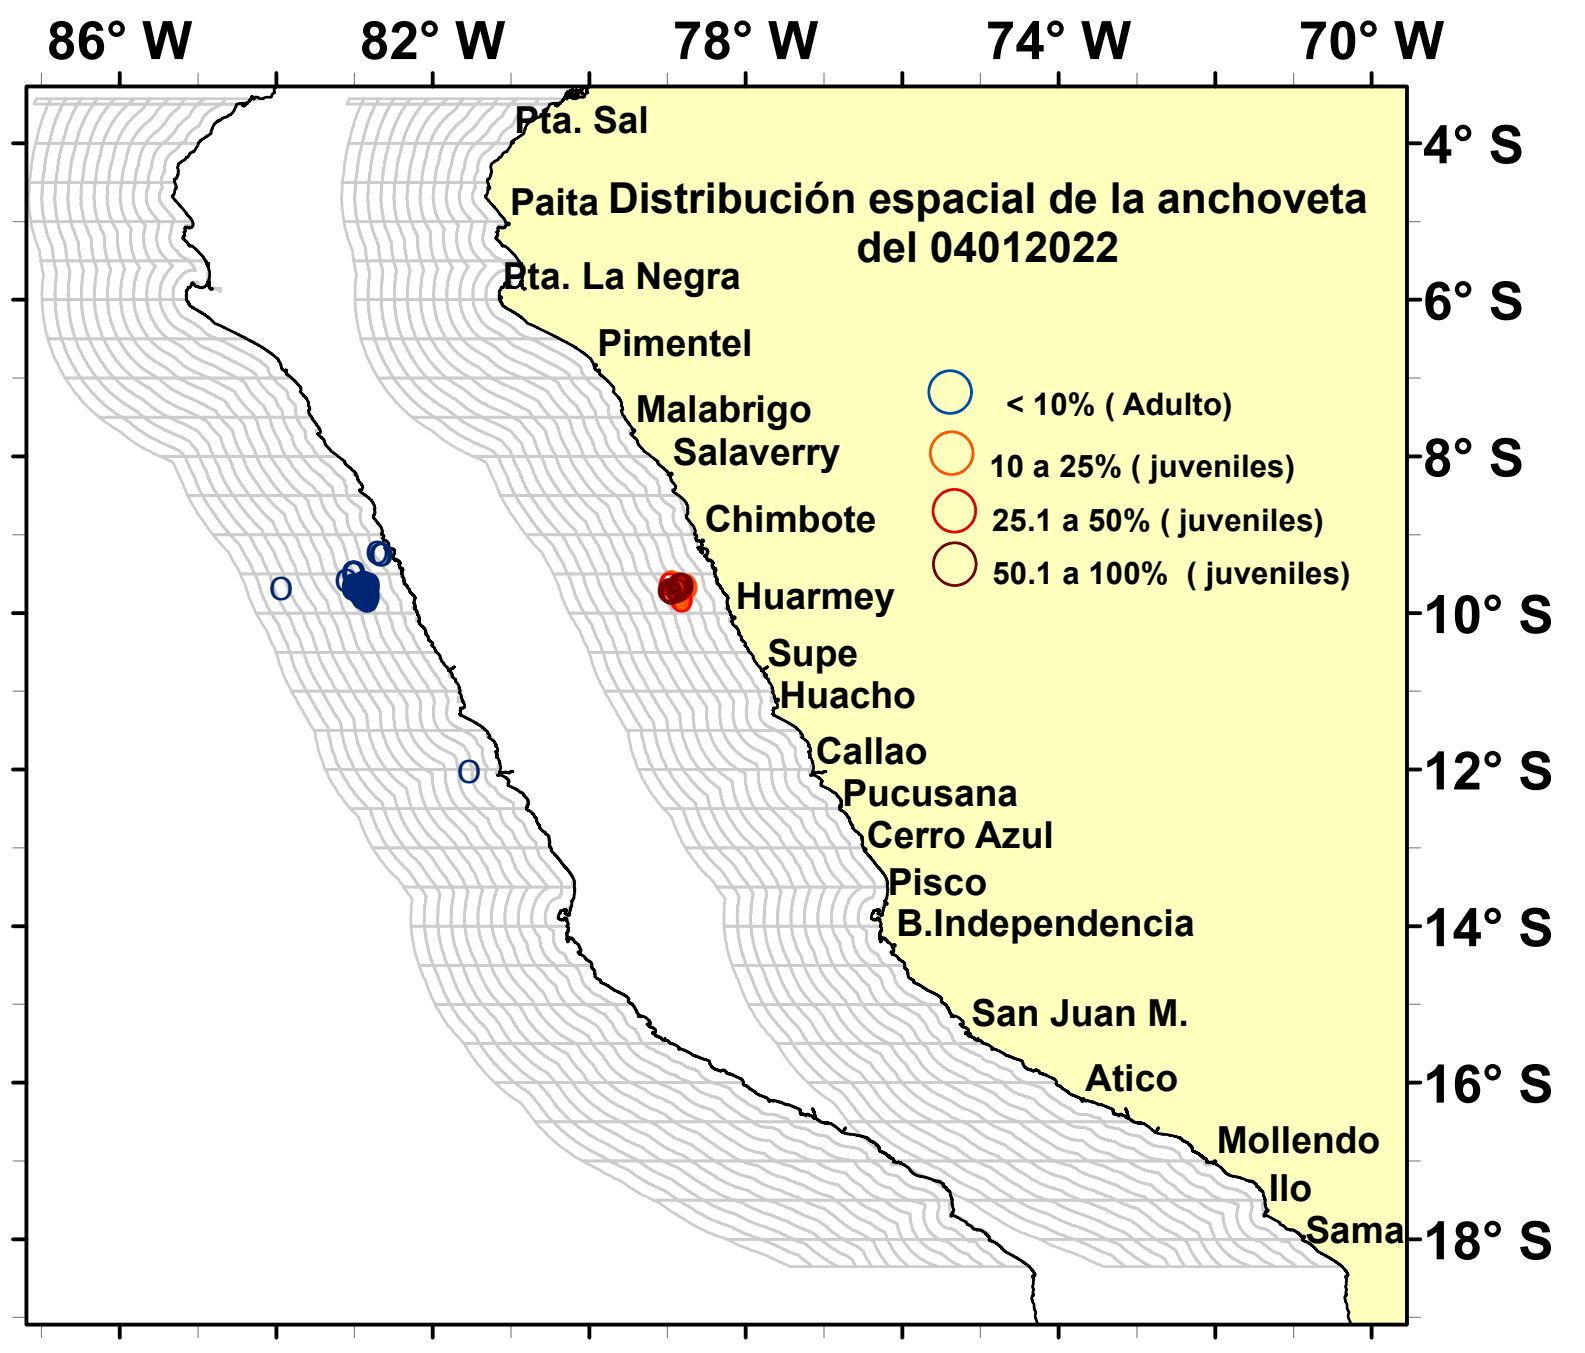 86° W 82° W 78° W 74° W 70° W
Pta. Sal
4° S
Paita
Distribución espacial de la anchoveta
del 04012022
Pta. La Negra
6° S
Pimentel
Malabrigo
< 10% ( Adulto)
Salaverry
8° S
10 a 25% ( juveniles)
Chimbote
25.1 a 50% ( juveniles)
50.1 a 100% ( juveniles)
Huarmey
10° S
Supe
Huacho
Callao
12° S
Pucusana
Cerro Azul
Pisco
B.Independencia
14° S
San Juan M.
Atico
16° S
Mollendo
Ilo
Sama
18° S